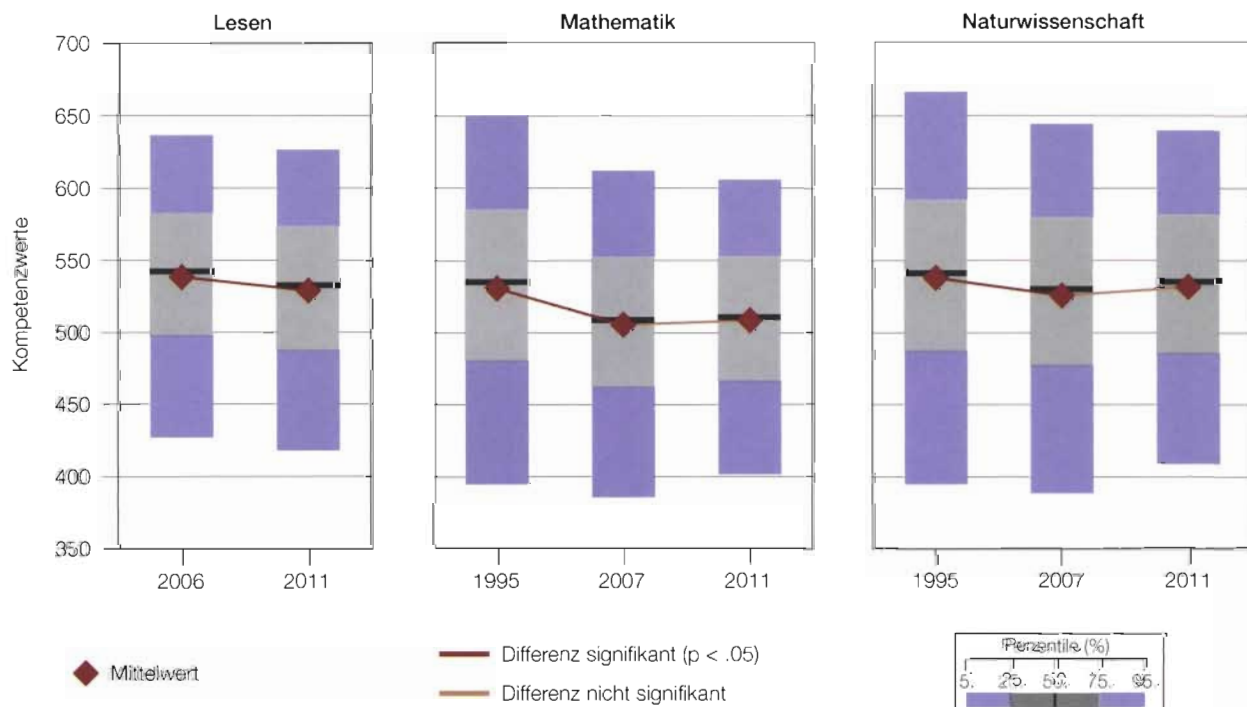 Lesen Mathematik Naturwissenschaft
700
650
600
550
500
450
400
350
Kompetenzwerte
2006 2011 1995 2007 2011 1995 2007 2011
Mittelwert
Differenz signifikant (p < .05)
Differenz nicht signifikant
Perzentile (%)
5. 25. 50. 75. 95.